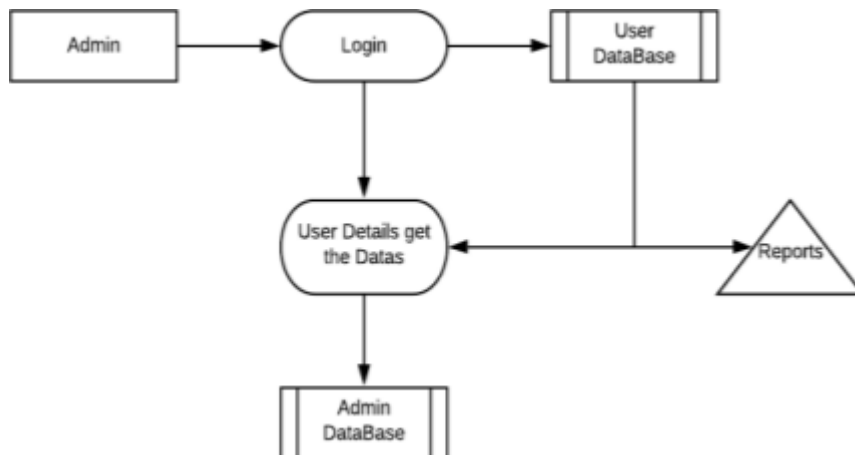 Admin
Login
User
DataBase
User Details get
the Datas
Reports
Admin
DataBase